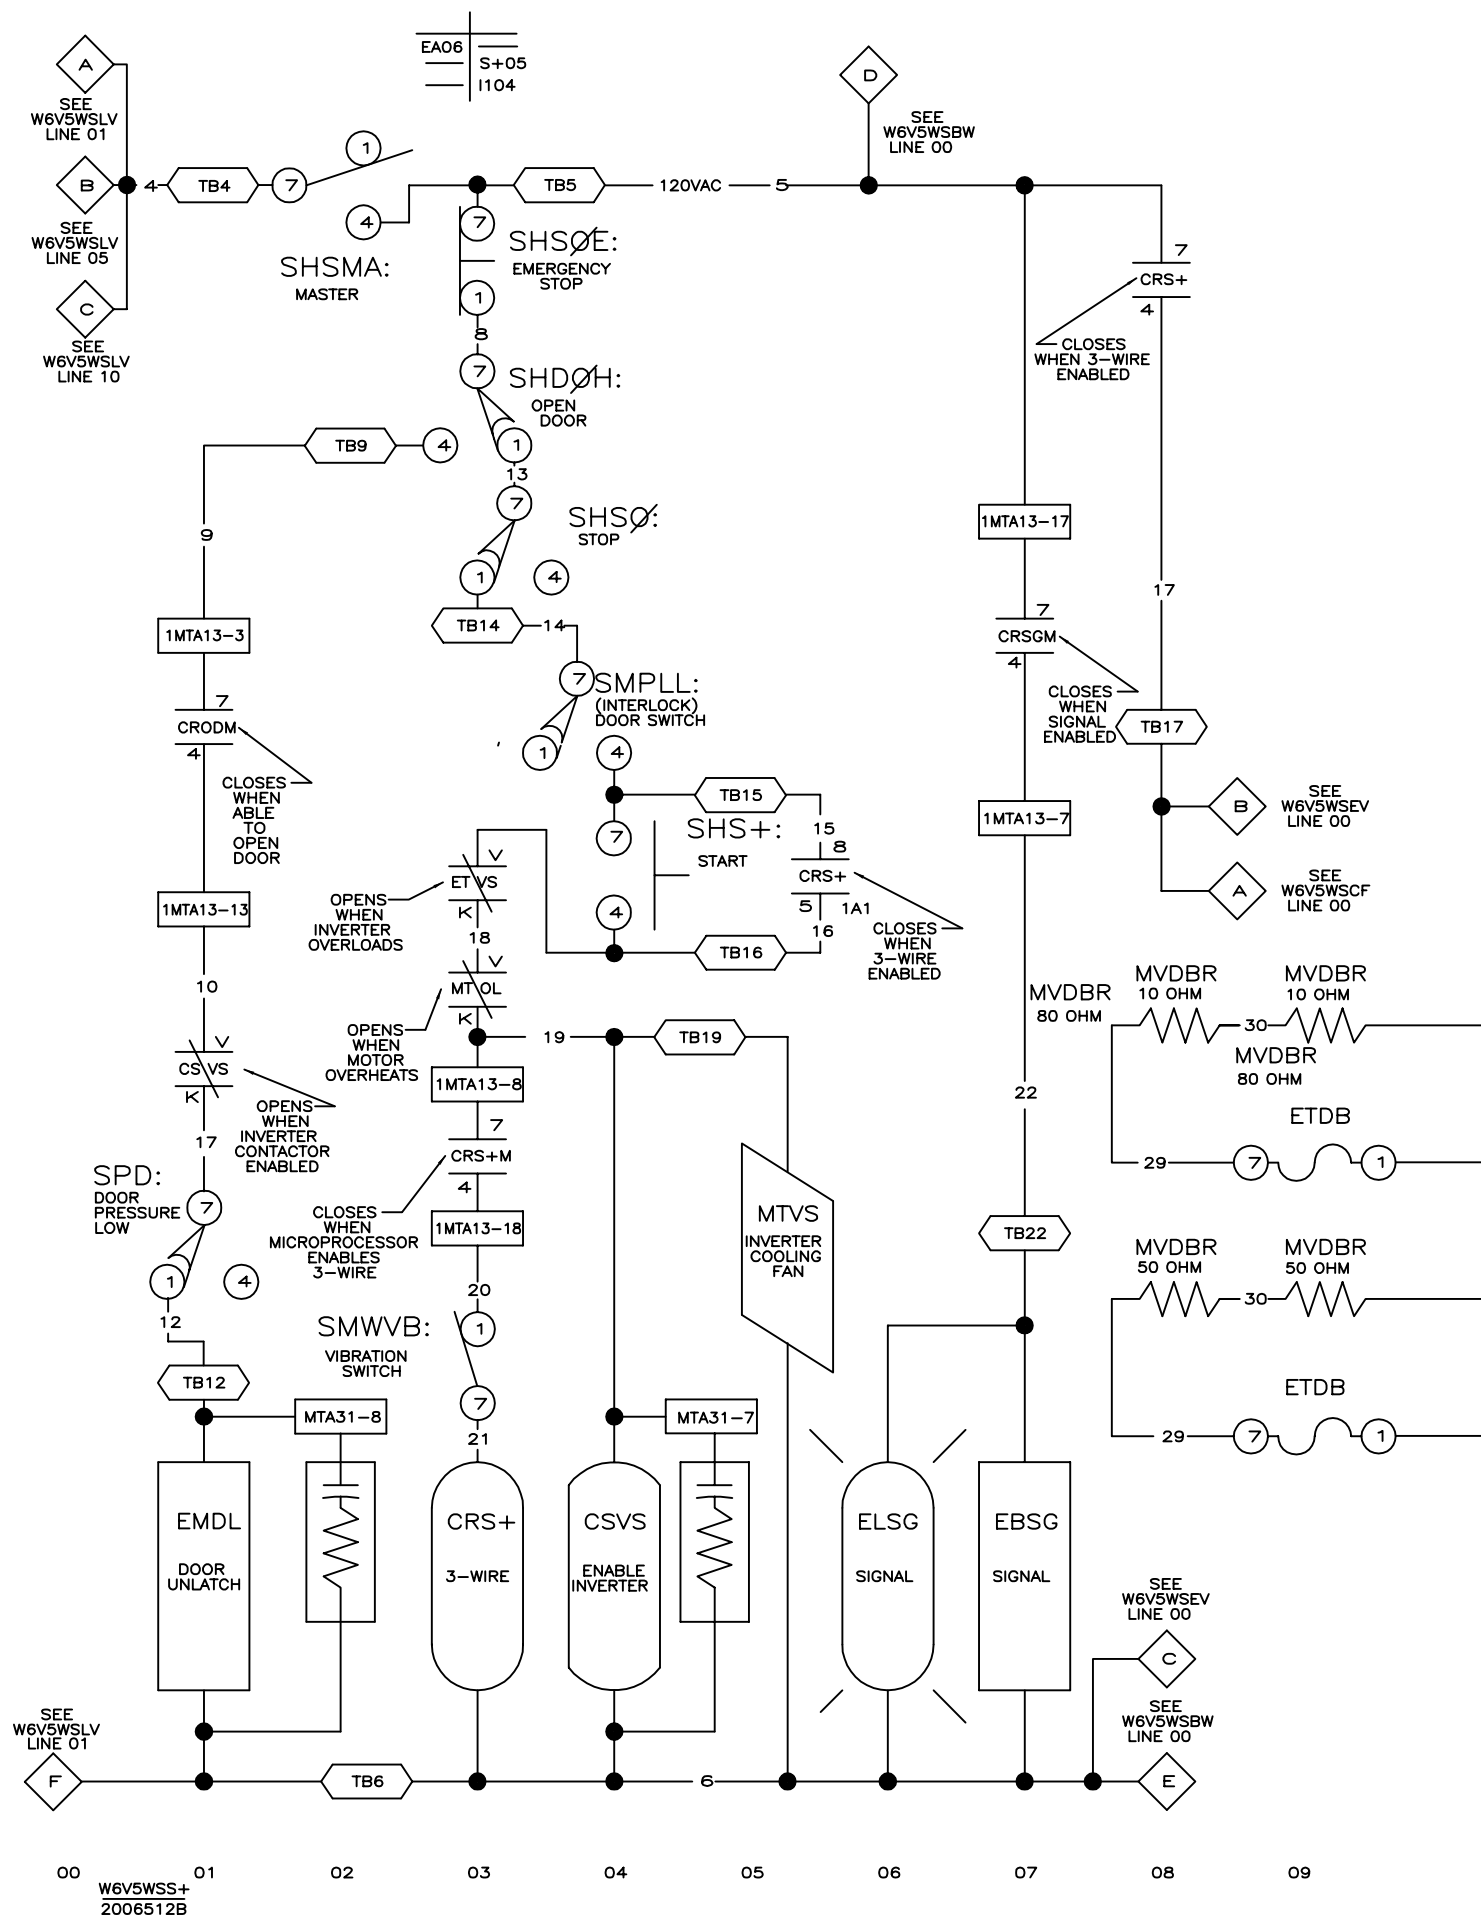 EA06
S+05
1104
A
SEE
W6V5WSLV
LINE 01
B
SEE
W6V5WSLV
LINE 05
C
SEE
W6V5WSLV
LINE 10
4
TB4
7
1
4
SHSMA:
MASTER
TB5
120VAC
5
D
SEE
W6V5WSBW
LINE 00
7
SHSØE:
EMERGENCY
STOP
1
8
7
SHDØH:
OPEN
DOOR
1
13
7
SHSØ:
STOP
1
4
TB14
14
7
SMPLL:
(INTERLOCK)
DOOR SWITCH
1
4
TB9
4
9
1MTA13-3
7
CRODM
4
CLOSES
WHEN
ABLE
TO
OPEN
DOOR
1MTA13-13
10
V
CSVS
K
OPENS
WHEN
INVERTER
CONTACTOR
ENABLED
17
SPD:
DOOR
PRESSURE
LOW
7
1
4
12
TB12
MTA31-8
EMDL
DOOR
UNLATCH
TB15
15
7
SHS+:
START
4
8
CRS+
5
1A1
16
CLOSES
WHEN
3-WIRE
ENABLED
TB16
V
ET VS
K
OPENS
WHEN
INVERTER
OVERLOADS
18
V
MT OL
K
OPENS
WHEN
MOTOR
OVERHEATS
19
TB19
1MTA13-8
7
CRS+M
4
CLOSES
WHEN
MICROPROCESSOR
ENABLES
3-WIRE
1MTA13-18
20
SMWVB:
VIBRATION
SWITCH
1
7
21
CRS+
3-WIRE
CSVS
ENABLE
INVERTER
MTA31-7
MTVS
INVERTER
COOLING
FAN
7
CRS+
4
CLOSES
WHEN 3-WIRE
ENABLED
1MTA13-17
7
CRSGM
4
CLOSES
WHEN
SIGNAL
ENABLED
17
TB17
B
SEE
W6V5WSEV
LINE 00
A
SEE
W6V5WSCF
LINE 00
1MTA13-7
22
TB22
ELSG
SIGNAL
EBSG
SIGNAL
MVDBR
80 OHM
MVDBR
10 OHM
30
MVDBR
10 OHM
MVDBR
80 OHM
ETDB
29
7
1
MVDBR
50 OHM
30
MVDBR
50 OHM
ETDB
29
7
1
SEE
W6V5WSEV
LINE 00
C
SEE
W6V5WSBW
LINE 00
E
SEE
W6V5WSLV
LINE 01
F
TB6
6
00 01 02 03 04 05 06 07 08 09
W6V5WSS+
2006512B